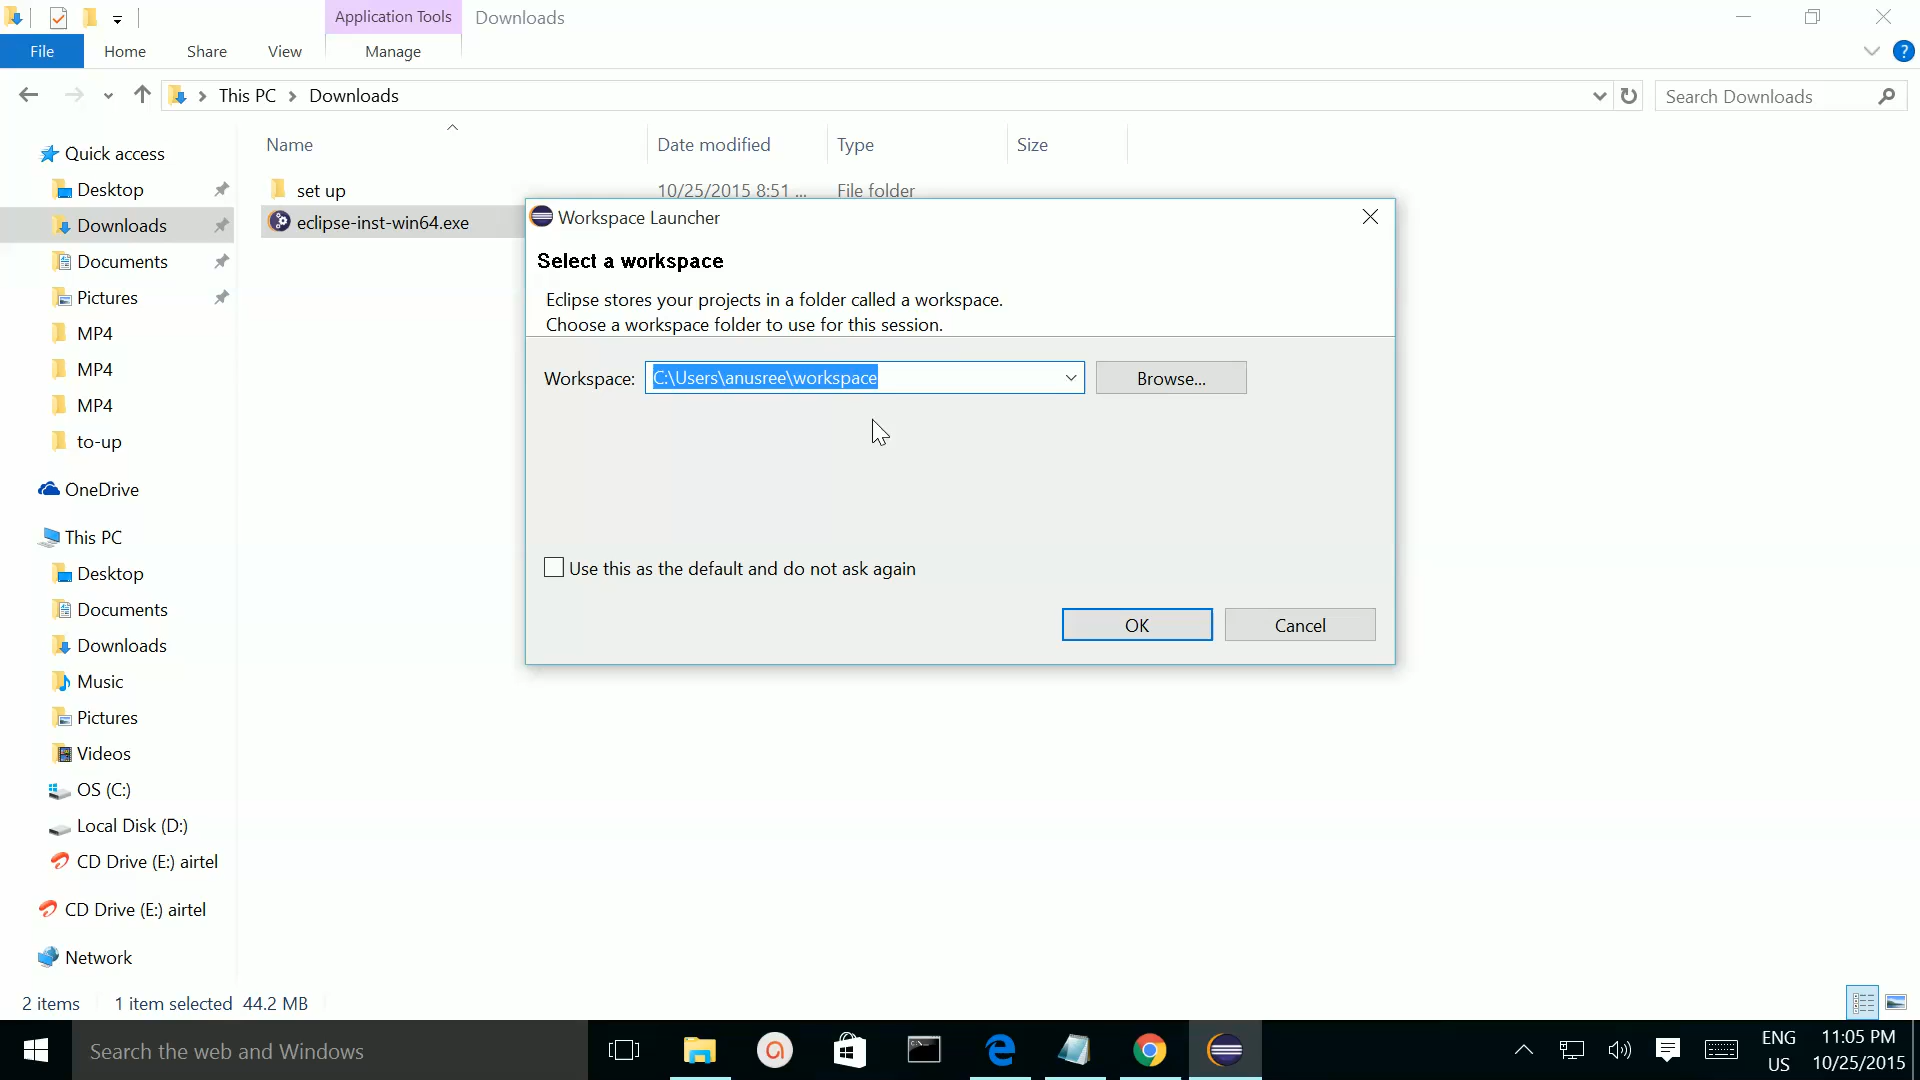 Application Tools
Downloads
File
Home
Share
View
Manage
This PC
Downloads
Search Downloads
Name
Date modified
Type
Size
Quick access
Desktop
Downloads
Documents
Pictures
MP4
MP4
MP4
to-up
OneDrive
This PC
Desktop
Documents
Downloads
Music
Pictures
Videos
OS (C:)
Local Disk (D:)
CD Drive (E:) airtel
CD Drive (E:) airtel
Network
set up
10/25/2015 8:51 ...
File folder
eclipse-inst-win64.exe
Workspace Launcher
Select a workspace
Eclipse stores your projects in a folder called a workspace.
Choose a workspace folder to use for this session.
Workspace:
C:\Users\anusree\workspace
Browse...
Use this as the default and do not ask again
OK
Cancel
2 items
1 item selected 44.2 MB
Search the web and Windows
ENG
US
11:05 PM
10/25/2015